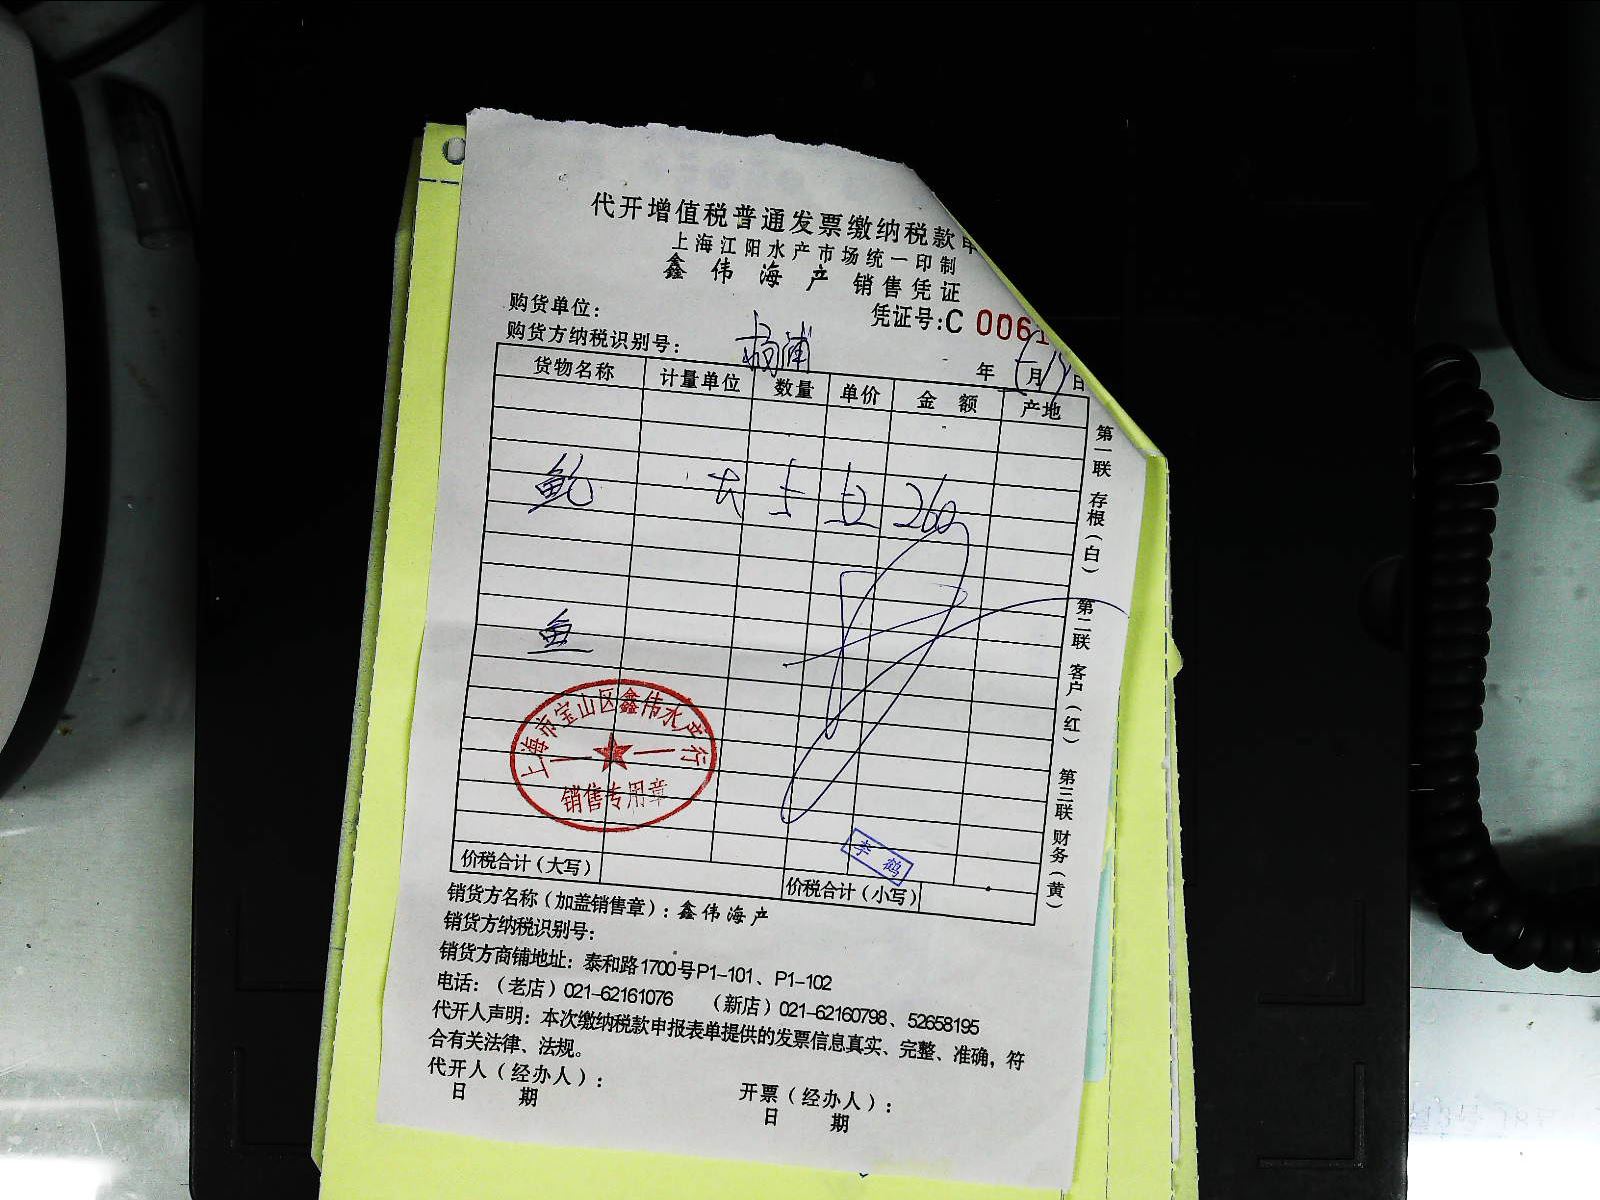 代开增值税普通发票缴纳税款申
上海江阳水产市场统一印制
鑫伟海产 销售凭证
购货单位：
凭证号：C 0061
购货方纳税识别号：
杨浦
年 月 日
货物名称 计量单位 数量 单价 金额 产地
鱿 大 260
鱼
上海市宝山区鑫伟水产行
销售专用章
李鹤
价税合计（大写） 价税合计（小写）
第一联 存根（白）
第二联 客户（红）
第三联 财务（黄）
销货方名称（加盖销售章）：鑫伟海产
销货方纳税识别号：
销货方商铺地址：泰和路1700号P1-101、P1-102
电话：（老店）021-62161076 （新店）021-62160798、52658195
代开人声明：本次缴纳税款申报表单提供的发票信息真实、完整、准确，符
合有关法律、法规。
代开人（经办人）： 开票（经办人）：
日 期 日 期